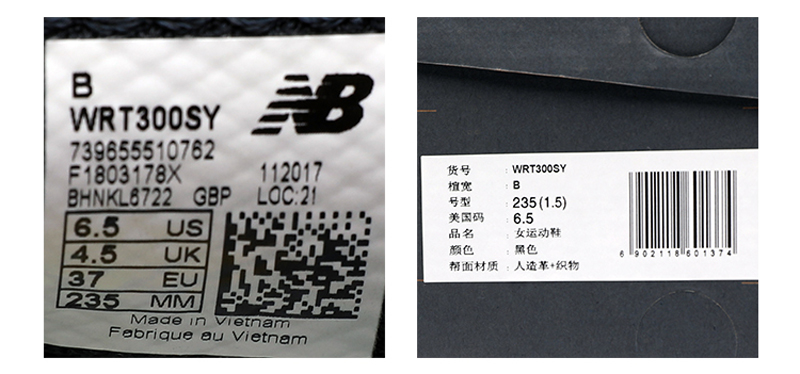 B
WRT300SY
NB
739655510762
F1803178X 112017
BHNKL6722 GBP LOC:21
6.5 US
4.5 UK
37 EU
235 MM
Made in Vietnam
Fabrique au Vietnam
货号 : WRT300SY
楦宽 : B
号型 : 235(1.5)
美国码 : 6.5
品名 : 女运动鞋
颜色 : 黑色
帮面材质 : 人造革+织物
6 902118 601374